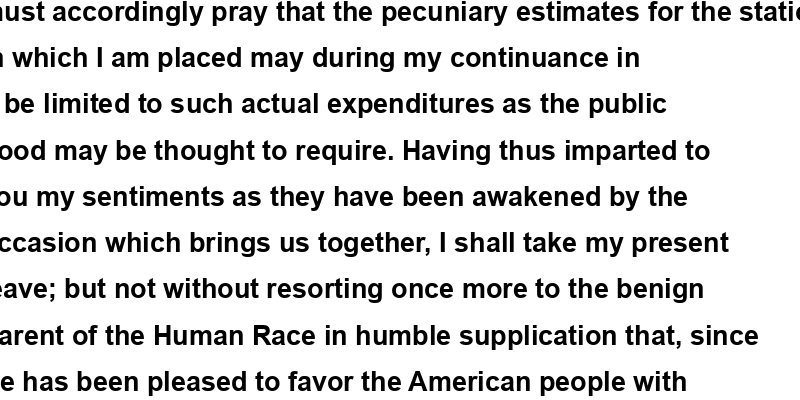 ust accordingly pray that the pecuniary estimates for the stati
which I am placed may during my continuance in
be limited to such actual expenditures as the public
ood may be thought to require. Having thus imparted to
ou my sentiments as they have been awakened by the
ccasion which brings us together, I shall take my present
eave; but not without resorting once more to the benign
arent of the Human Race in humble supplication that, since
e has been pleased to favor the American people with